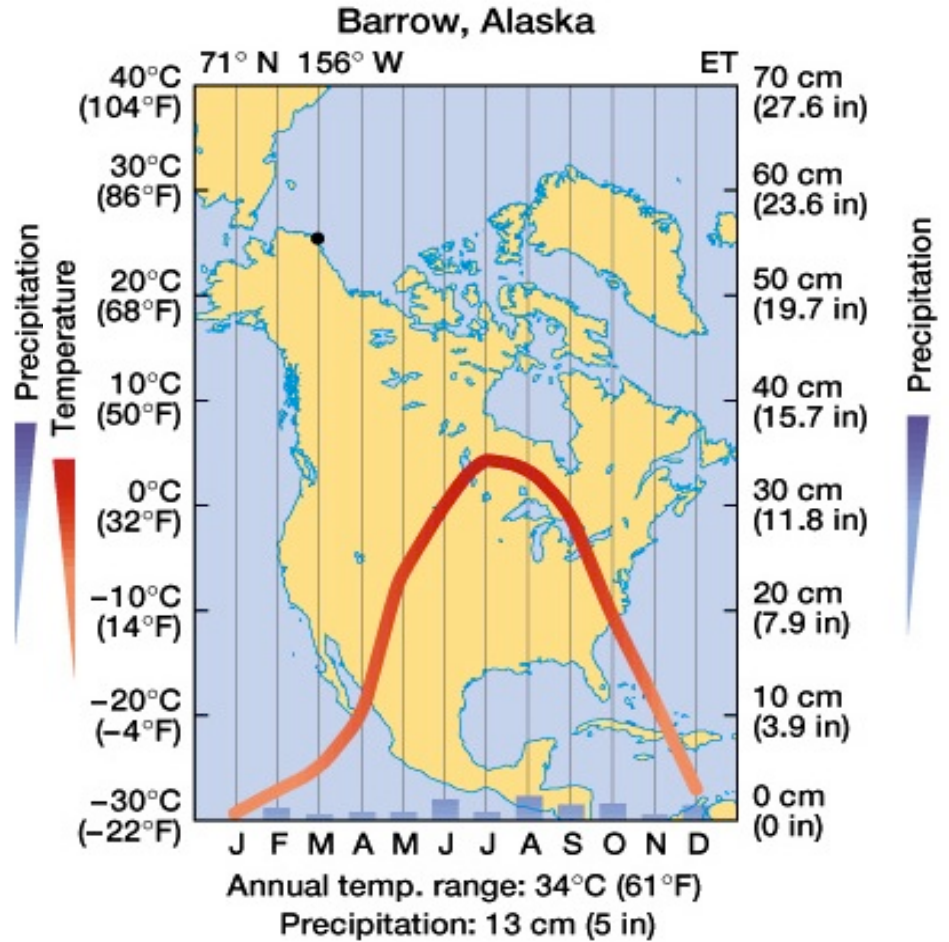 Barrow, Alaska
71° N 156° W ET
40°C
(104°F)
30°C
(86°F)
20°C
(68°F)
10°C
(50°F)
0°C
(32°F)
−10°C
(14°F)
−20°C
(−4°F)
−30°C
(−22°F)
Precipitation
Temperature
70 cm
(27.6 in)
60 cm
(23.6 in)
50 cm
(19.7 in)
40 cm
(15.7 in)
30 cm
(11.8 in)
20 cm
(7.9 in)
10 cm
(3.9 in)
0 cm
(0 in)
Precipitation
J F M A M J J A S O N D
Annual temp. range: 34°C (61°F)
Precipitation: 13 cm (5 in)